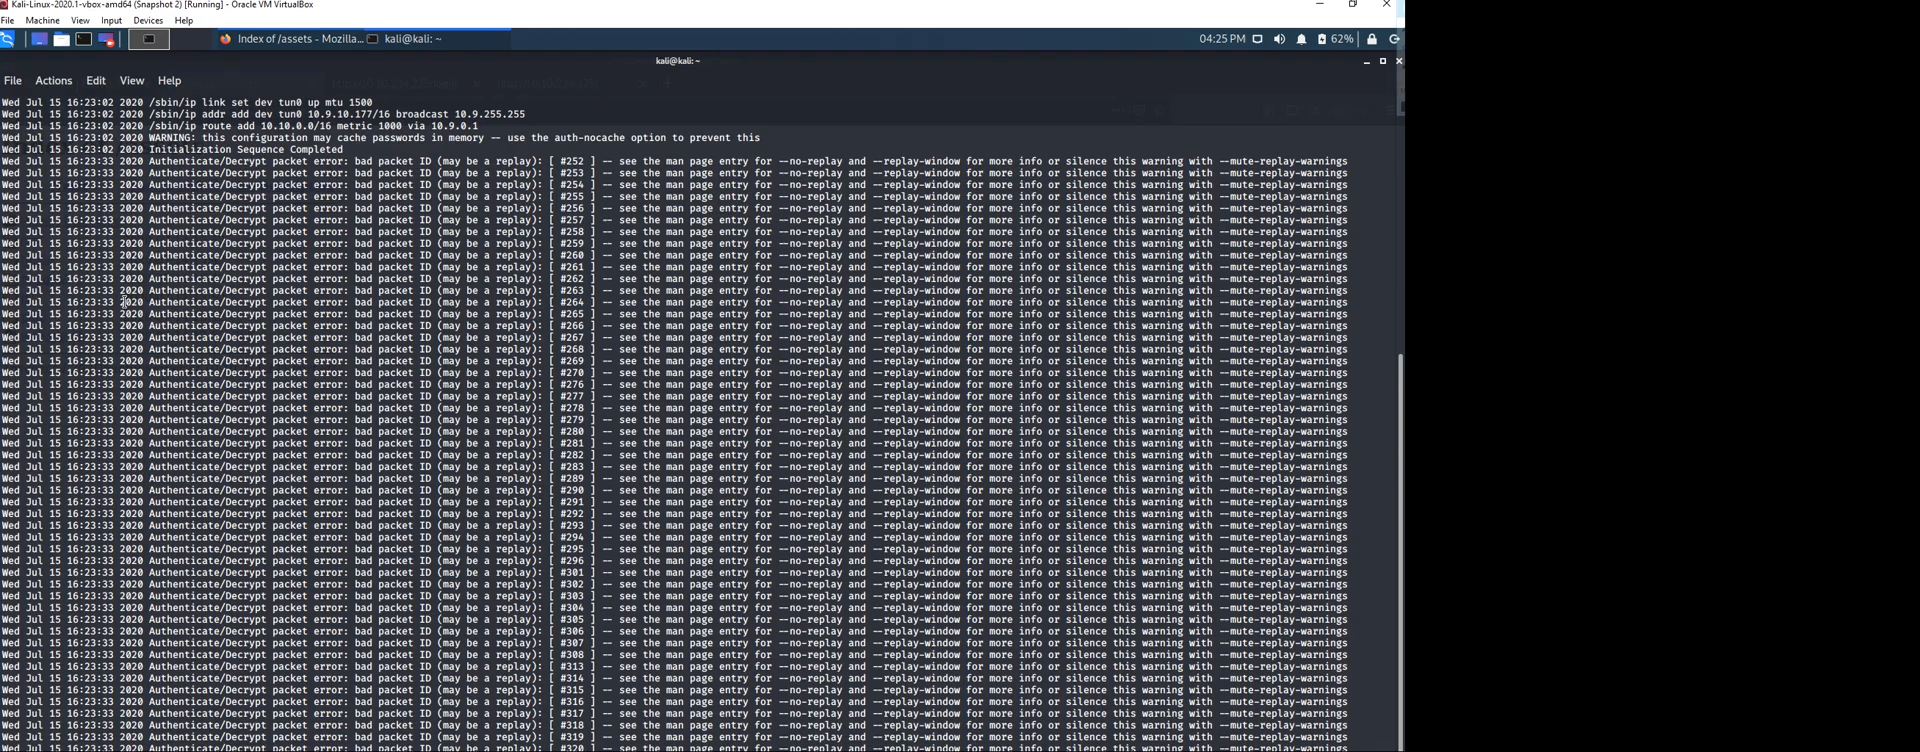 Kali-Linux-2020.1-vbox-amd64 (Snapshot 2) [Running] - Oracle VM VirtualBox
File Machine View Input Devices Help
Index of /assets - Mozilla... kali@kali: ~ 04:25 PM 62%
kali@kali: ~
File Actions Edit View Help
Wed Jul 15 16:23:02 2020 /sbin/ip link set dev tun0 up mtu 1500
Wed Jul 15 16:23:02 2020 /sbin/ip addr add dev tun0 10.9.10.177/16 broadcast 10.9.255.255
Wed Jul 15 16:23:02 2020 /sbin/ip route add 10.10.0.0/16 metric 1000 via 10.9.0.1
Wed Jul 15 16:23:02 2020 WARNING: this configuration may cache passwords in memory -- use the auth-nocache option to prevent this
Wed Jul 15 16:23:02 2020 Initialization Sequence Completed
Wed Jul 15 16:23:33 2020 Authenticate/Decrypt packet error: bad packet ID (may be a replay): [ #252 ] -- see the man page entry for --no-replay and --replay-window for more info or silence this warning with --mute-replay-warnings
Wed Jul 15 16:23:33 2020 Authenticate/Decrypt packet error: bad packet ID (may be a replay): [ #253 ] -- see the man page entry for --no-replay and --replay-window for more info or silence this warning with --mute-replay-warnings
Wed Jul 15 16:23:33 2020 Authenticate/Decrypt packet error: bad packet ID (may be a replay): [ #254 ] -- see the man page entry for --no-replay and --replay-window for more info or silence this warning with --mute-replay-warnings
Wed Jul 15 16:23:33 2020 Authenticate/Decrypt packet error: bad packet ID (may be a replay): [ #255 ] -- see the man page entry for --no-replay and --replay-window for more info or silence this warning with --mute-replay-warnings
Wed Jul 15 16:23:33 2020 Authenticate/Decrypt packet error: bad packet ID (may be a replay): [ #256 ] -- see the man page entry for --no-replay and --replay-window for more info or silence this warning with --mute-replay-warnings
Wed Jul 15 16:23:33 2020 Authenticate/Decrypt packet error: bad packet ID (may be a replay): [ #257 ] -- see the man page entry for --no-replay and --replay-window for more info or silence this warning with --mute-replay-warnings
Wed Jul 15 16:23:33 2020 Authenticate/Decrypt packet error: bad packet ID (may be a replay): [ #258 ] -- see the man page entry for --no-replay and --replay-window for more info or silence this warning with --mute-replay-warnings
Wed Jul 15 16:23:33 2020 Authenticate/Decrypt packet error: bad packet ID (may be a replay): [ #259 ] -- see the man page entry for --no-replay and --replay-window for more info or silence this warning with --mute-replay-warnings
Wed Jul 15 16:23:33 2020 Authenticate/Decrypt packet error: bad packet ID (may be a replay): [ #260 ] -- see the man page entry for --no-replay and --replay-window for more info or silence this warning with --mute-replay-warnings
Wed Jul 15 16:23:33 2020 Authenticate/Decrypt packet error: bad packet ID (may be a replay): [ #261 ] -- see the man page entry for --no-replay and --replay-window for more info or silence this warning with --mute-replay-warnings
Wed Jul 15 16:23:33 2020 Authenticate/Decrypt packet error: bad packet ID (may be a replay): [ #262 ] -- see the man page entry for --no-replay and --replay-window for more info or silence this warning with --mute-replay-warnings
Wed Jul 15 16:23:33 2020 Authenticate/Decrypt packet error: bad packet ID (may be a replay): [ #263 ] -- see the man page entry for --no-replay and --replay-window for more info or silence this warning with --mute-replay-warnings
Wed Jul 15 16:23:33 2020 Authenticate/Decrypt packet error: bad packet ID (may be a replay): [ #264 ] -- see the man page entry for --no-replay and --replay-window for more info or silence this warning with --mute-replay-warnings
Wed Jul 15 16:23:33 2020 Authenticate/Decrypt packet error: bad packet ID (may be a replay): [ #265 ] -- see the man page entry for --no-replay and --replay-window for more info or silence this warning with --mute-replay-warnings
Wed Jul 15 16:23:33 2020 Authenticate/Decrypt packet error: bad packet ID (may be a replay): [ #266 ] -- see the man page entry for --no-replay and --replay-window for more info or silence this warning with --mute-replay-warnings
Wed Jul 15 16:23:33 2020 Authenticate/Decrypt packet error: bad packet ID (may be a replay): [ #267 ] -- see the man page entry for --no-replay and --replay-window for more info or silence this warning with --mute-replay-warnings
Wed Jul 15 16:23:33 2020 Authenticate/Decrypt packet error: bad packet ID (may be a replay): [ #268 ] -- see the man page entry for --no-replay and --replay-window for more info or silence this warning with --mute-replay-warnings
Wed Jul 15 16:23:33 2020 Authenticate/Decrypt packet error: bad packet ID (may be a replay): [ #269 ] -- see the man page entry for --no-replay and --replay-window for more info or silence this warning with --mute-replay-warnings
Wed Jul 15 16:23:33 2020 Authenticate/Decrypt packet error: bad packet ID (may be a replay): [ #270 ] -- see the man page entry for --no-replay and --replay-window for more info or silence this warning with --mute-replay-warnings
Wed Jul 15 16:23:33 2020 Authenticate/Decrypt packet error: bad packet ID (may be a replay): [ #276 ] -- see the man page entry for --no-replay and --replay-window for more info or silence this warning with --mute-replay-warnings
Wed Jul 15 16:23:33 2020 Authenticate/Decrypt packet error: bad packet ID (may be a replay): [ #277 ] -- see the man page entry for --no-replay and --replay-window for more info or silence this warning with --mute-replay-warnings
Wed Jul 15 16:23:33 2020 Authenticate/Decrypt packet error: bad packet ID (may be a replay): [ #278 ] -- see the man page entry for --no-replay and --replay-window for more info or silence this warning with --mute-replay-warnings
Wed Jul 15 16:23:33 2020 Authenticate/Decrypt packet error: bad packet ID (may be a replay): [ #279 ] -- see the man page entry for --no-replay and --replay-window for more info or silence this warning with --mute-replay-warnings
Wed Jul 15 16:23:33 2020 Authenticate/Decrypt packet error: bad packet ID (may be a replay): [ #280 ] -- see the man page entry for --no-replay and --replay-window for more info or silence this warning with --mute-replay-warnings
Wed Jul 15 16:23:33 2020 Authenticate/Decrypt packet error: bad packet ID (may be a replay): [ #281 ] -- see the man page entry for --no-replay and --replay-window for more info or silence this warning with --mute-replay-warnings
Wed Jul 15 16:23:33 2020 Authenticate/Decrypt packet error: bad packet ID (may be a replay): [ #282 ] -- see the man page entry for --no-replay and --replay-window for more info or silence this warning with --mute-replay-warnings
Wed Jul 15 16:23:33 2020 Authenticate/Decrypt packet error: bad packet ID (may be a replay): [ #283 ] -- see the man page entry for --no-replay and --replay-window for more info or silence this warning with --mute-replay-warnings
Wed Jul 15 16:23:33 2020 Authenticate/Decrypt packet error: bad packet ID (may be a replay): [ #289 ] -- see the man page entry for --no-replay and --replay-window for more info or silence this warning with --mute-replay-warnings
Wed Jul 15 16:23:33 2020 Authenticate/Decrypt packet error: bad packet ID (may be a replay): [ #290 ] -- see the man page entry for --no-replay and --replay-window for more info or silence this warning with --mute-replay-warnings
Wed Jul 15 16:23:33 2020 Authenticate/Decrypt packet error: bad packet ID (may be a replay): [ #291 ] -- see the man page entry for --no-replay and --replay-window for more info or silence this warning with --mute-replay-warnings
Wed Jul 15 16:23:33 2020 Authenticate/Decrypt packet error: bad packet ID (may be a replay): [ #292 ] -- see the man page entry for --no-replay and --replay-window for more info or silence this warning with --mute-replay-warnings
Wed Jul 15 16:23:33 2020 Authenticate/Decrypt packet error: bad packet ID (may be a replay): [ #293 ] -- see the man page entry for --no-replay and --replay-window for more info or silence this warning with --mute-replay-warnings
Wed Jul 15 16:23:33 2020 Authenticate/Decrypt packet error: bad packet ID (may be a replay): [ #294 ] -- see the man page entry for --no-replay and --replay-window for more info or silence this warning with --mute-replay-warnings
Wed Jul 15 16:23:33 2020 Authenticate/Decrypt packet error: bad packet ID (may be a replay): [ #295 ] -- see the man page entry for --no-replay and --replay-window for more info or silence this warning with --mute-replay-warnings
Wed Jul 15 16:23:33 2020 Authenticate/Decrypt packet error: bad packet ID (may be a replay): [ #296 ] -- see the man page entry for --no-replay and --replay-window for more info or silence this warning with --mute-replay-warnings
Wed Jul 15 16:23:33 2020 Authenticate/Decrypt packet error: bad packet ID (may be a replay): [ #301 ] -- see the man page entry for --no-replay and --replay-window for more info or silence this warning with --mute-replay-warnings
Wed Jul 15 16:23:33 2020 Authenticate/Decrypt packet error: bad packet ID (may be a replay): [ #302 ] -- see the man page entry for --no-replay and --replay-window for more info or silence this warning with --mute-replay-warnings
Wed Jul 15 16:23:33 2020 Authenticate/Decrypt packet error: bad packet ID (may be a replay): [ #303 ] -- see the man page entry for --no-replay and --replay-window for more info or silence this warning with --mute-replay-warnings
Wed Jul 15 16:23:33 2020 Authenticate/Decrypt packet error: bad packet ID (may be a replay): [ #304 ] -- see the man page entry for --no-replay and --replay-window for more info or silence this warning with --mute-replay-warnings
Wed Jul 15 16:23:33 2020 Authenticate/Decrypt packet error: bad packet ID (may be a replay): [ #305 ] -- see the man page entry for --no-replay and --replay-window for more info or silence this warning with --mute-replay-warnings
Wed Jul 15 16:23:33 2020 Authenticate/Decrypt packet error: bad packet ID (may be a replay): [ #306 ] -- see the man page entry for --no-replay and --replay-window for more info or silence this warning with --mute-replay-warnings
Wed Jul 15 16:23:33 2020 Authenticate/Decrypt packet error: bad packet ID (may be a replay): [ #307 ] -- see the man page entry for --no-replay and --replay-window for more info or silence this warning with --mute-replay-warnings
Wed Jul 15 16:23:33 2020 Authenticate/Decrypt packet error: bad packet ID (may be a replay): [ #308 ] -- see the man page entry for --no-replay and --replay-window for more info or silence this warning with --mute-replay-warnings
Wed Jul 15 16:23:33 2020 Authenticate/Decrypt packet error: bad packet ID (may be a replay): [ #313 ] -- see the man page entry for --no-replay and --replay-window for more info or silence this warning with --mute-replay-warnings
Wed Jul 15 16:23:33 2020 Authenticate/Decrypt packet error: bad packet ID (may be a replay): [ #314 ] -- see the man page entry for --no-replay and --replay-window for more info or silence this warning with --mute-replay-warnings
Wed Jul 15 16:23:33 2020 Authenticate/Decrypt packet error: bad packet ID (may be a replay): [ #315 ] -- see the man page entry for --no-replay and --replay-window for more info or silence this warning with --mute-replay-warnings
Wed Jul 15 16:23:33 2020 Authenticate/Decrypt packet error: bad packet ID (may be a replay): [ #316 ] -- see the man page entry for --no-replay and --replay-window for more info or silence this warning with --mute-replay-warnings
Wed Jul 15 16:23:33 2020 Authenticate/Decrypt packet error: bad packet ID (may be a replay): [ #317 ] -- see the man page entry for --no-replay and --replay-window for more info or silence this warning with --mute-replay-warnings
Wed Jul 15 16:23:33 2020 Authenticate/Decrypt packet error: bad packet ID (may be a replay): [ #318 ] -- see the man page entry for --no-replay and --replay-window for more info or silence this warning with --mute-replay-warnings
Wed Jul 15 16:23:33 2020 Authenticate/Decrypt packet error: bad packet ID (may be a replay): [ #319 ] -- see the man page entry for --no-replay and --replay-window for more info or silence this warning with --mute-replay-warnings
Wed Jul 15 16:23:33 2020 Authenticate/Decrypt packet error: bad packet ID (may be a replay): [ #320 ] -- see the man page entry for --no-replay and --replay-window for more info or silence this warning with --mute-replay-warnings